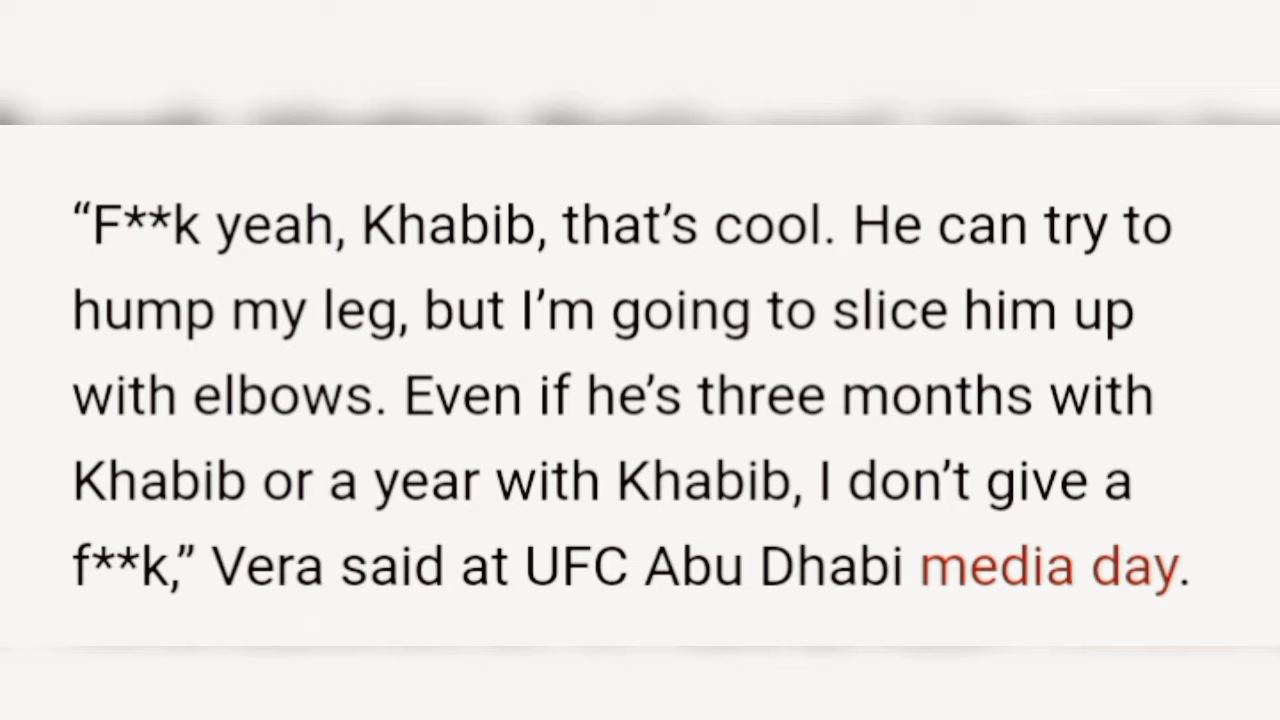 “F**k yeah, Khabib, that’s cool. He can try to
hump my leg, but I’m going to slice him up
with elbows. Even if he’s three months with
Khabib or a year with Khabib, I don’t give a
f**k,” Vera said at UFC Abu Dhabi media day.